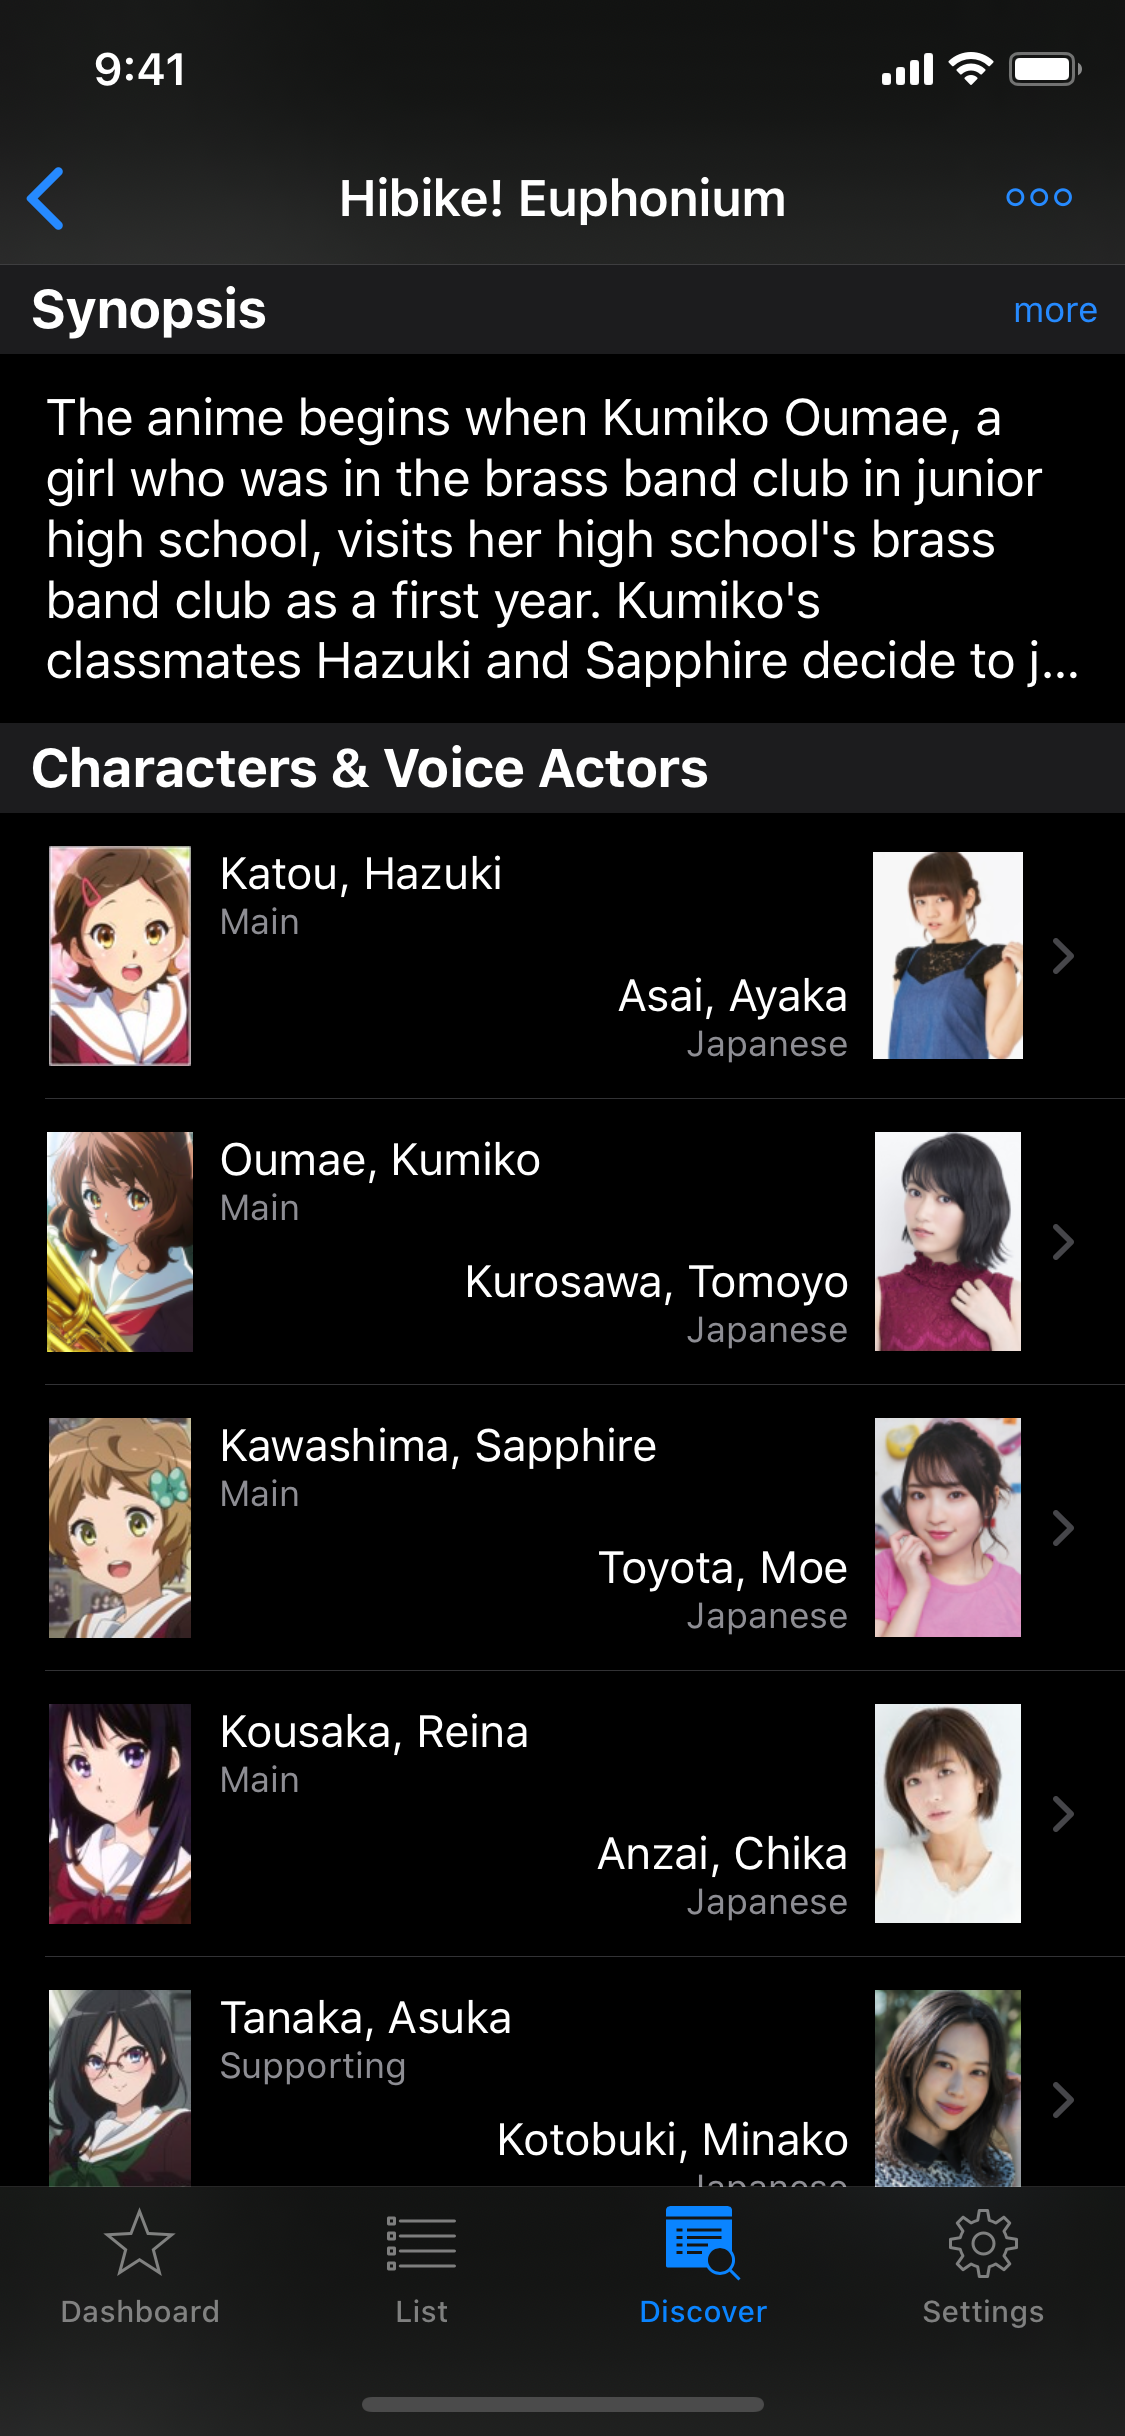 9:41
Hibike! Euphonium
Synopsis
more
The anime begins when Kumiko Oumae, a
girl who was in the brass band club in junior
high school, visits her high school's brass
band club as a first year. Kumiko's
classmates Hazuki and Sapphire decide to j...
Characters & Voice Actors
Katou, Hazuki
Main
Asai, Ayaka
Japanese
Oumae, Kumiko
Main
Kurosawa, Tomoyo
Japanese
Kawashima, Sapphire
Main
Toyota, Moe
Japanese
Kousaka, Reina
Main
Anzai, Chika
Japanese
Tanaka, Asuka
Supporting
Kotobuki, Minako
Japanese
Dashboard
List
Discover
Settings